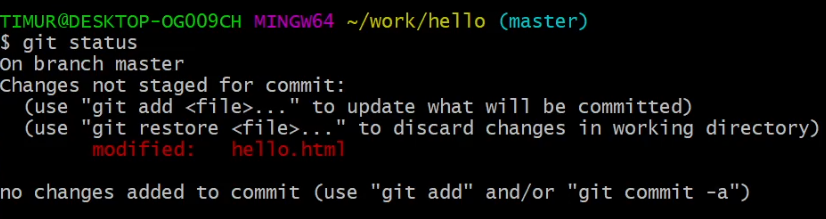 TIMUR@DESKTOP-OG009CH MINGW64 ~/work/hello (master)
$ git status
On branch master
Changes not staged for commit:
  (use "git add <file>..." to update what will be committed)
  (use "git restore <file>..." to discard changes in working directory)
        modified:   hello.html

no changes added to commit (use "git add" and/or "git commit -a")